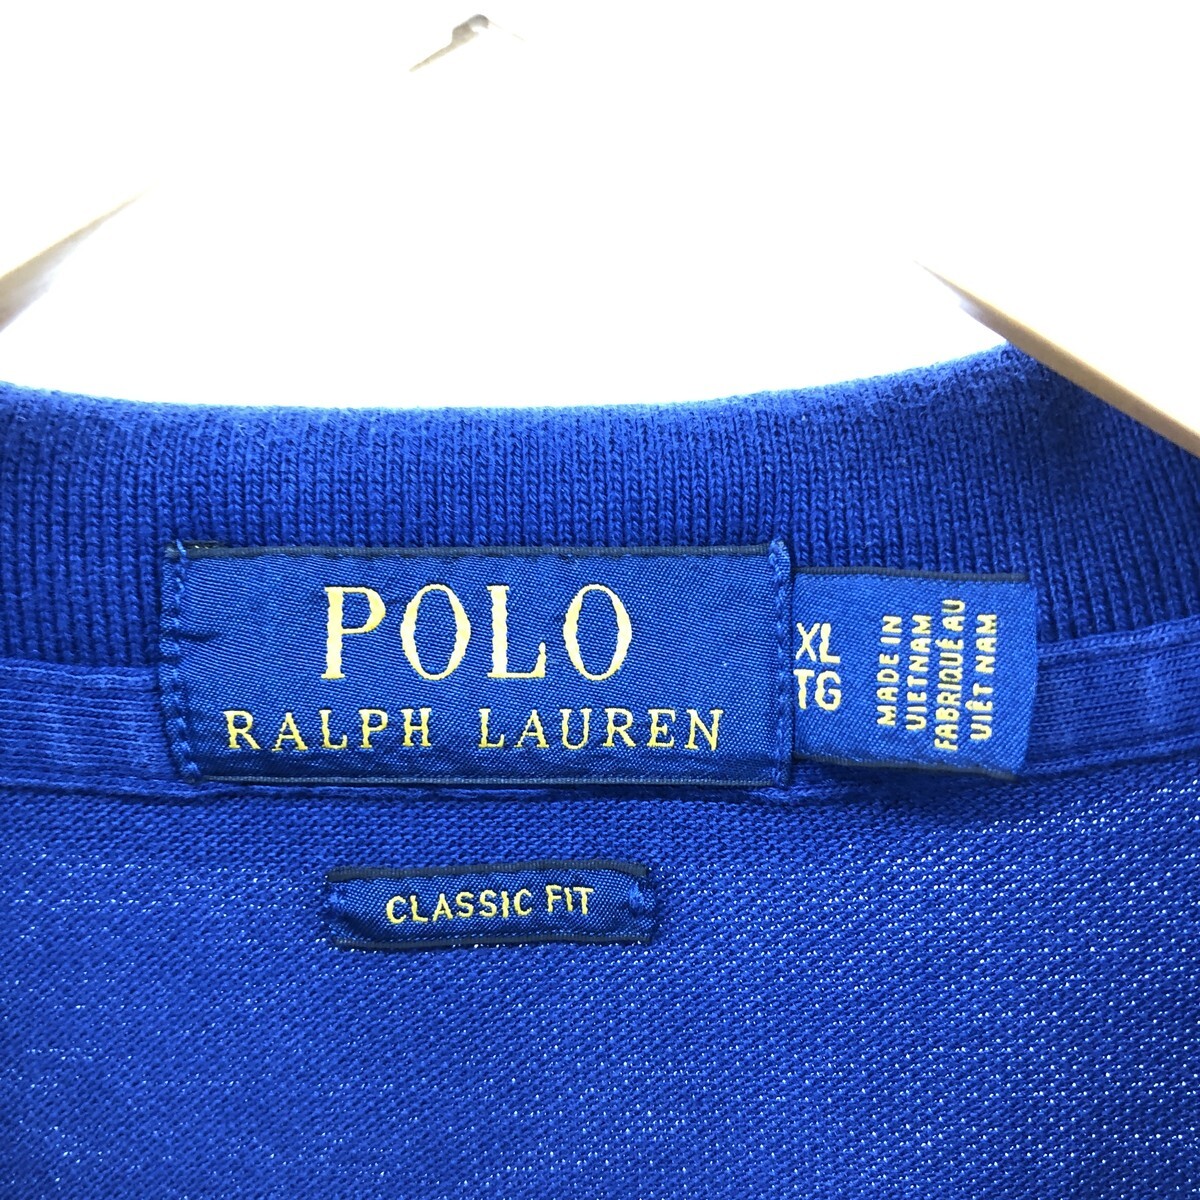 POLO
RALPH LAUREN
XL
TG
MADE IN
VIETNAM
FABRIQUÉ AU
VIÊT NAM
CLASSIC FIT